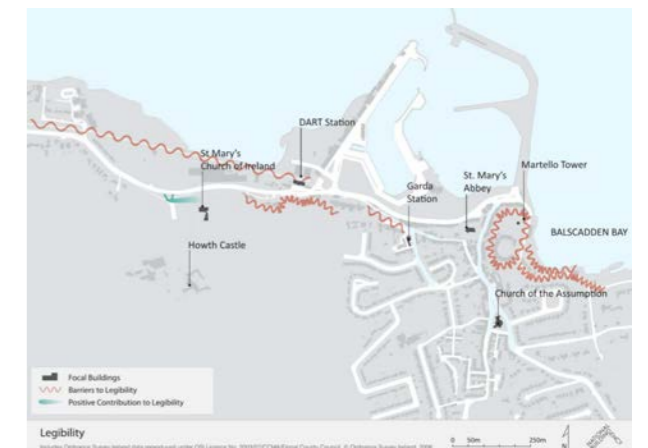 DART Station
St Mary's
Church of Ireland
St. Mary's
Abbey
Martello Tower
Garda
Station
BALSCADDEN BAY
Howth Castle
Church of the Assumption
Focal Buildings
Barriers to Legibility
Positive Contribution to Legibility
Legibility
0 50m 250m
N